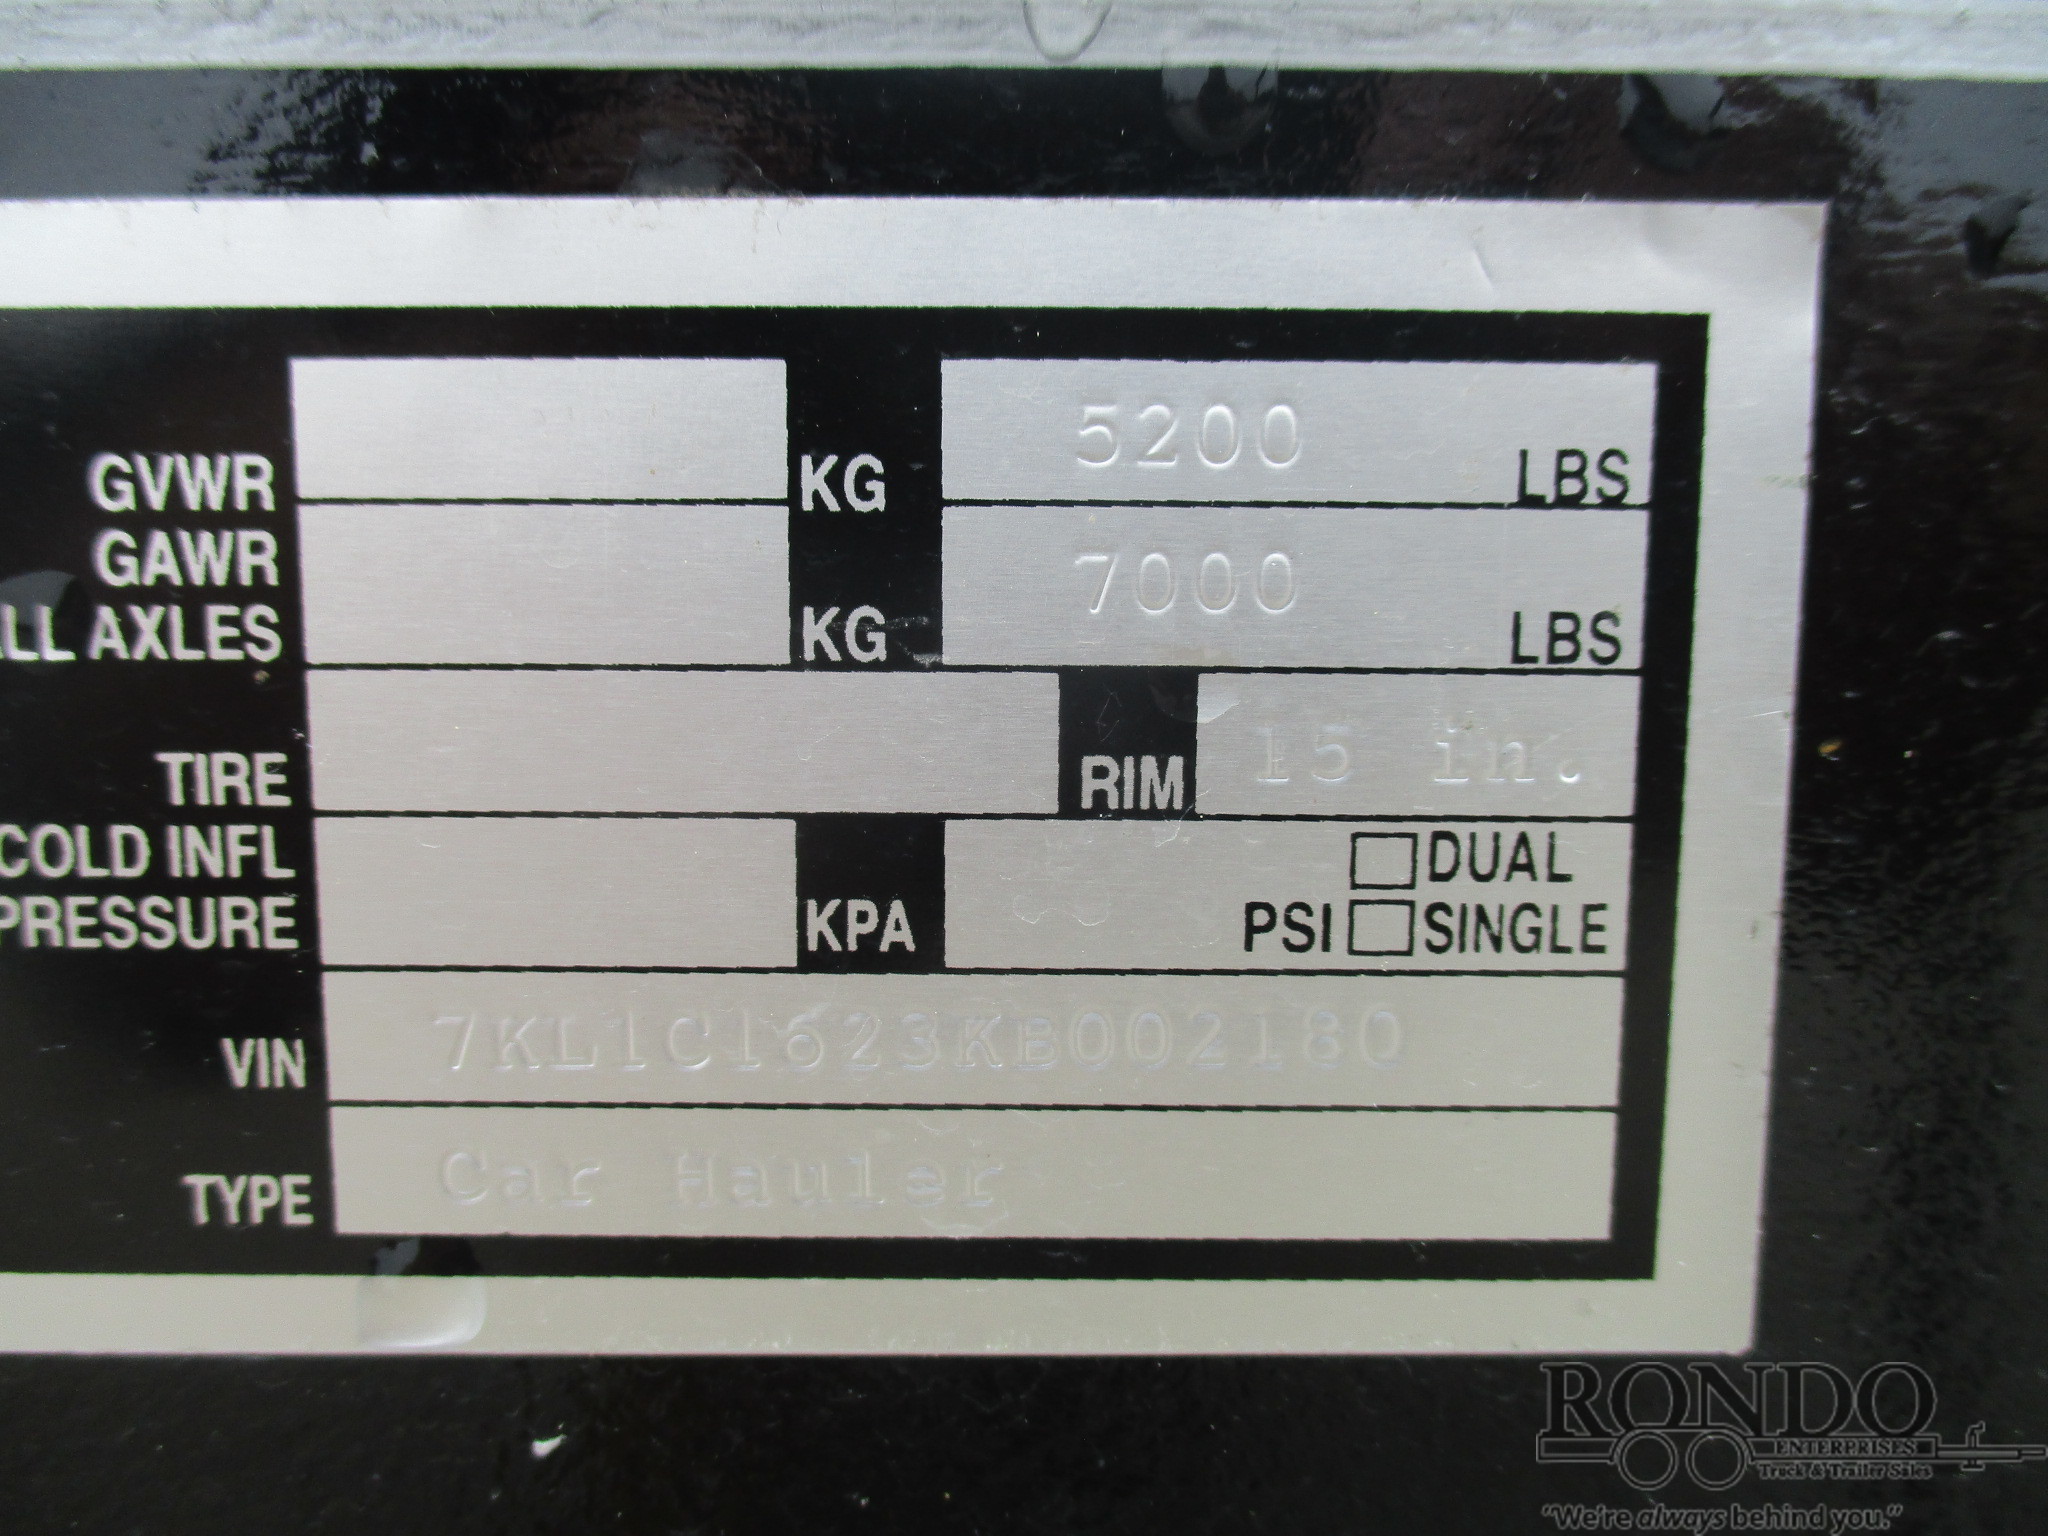 GVWR KG 5200 LBS
GAWR
LL AXLES KG 7000 LBS
TIRE RIM 15 in.
COLD INFL DUAL
PRESSURE KPA PSI SINGLE
VIN 7KL1C1623KB002180
TYPE Car Hauler
RONDO
ENTERPRISES
Truck & Trailer Sales
"We're always behind you."